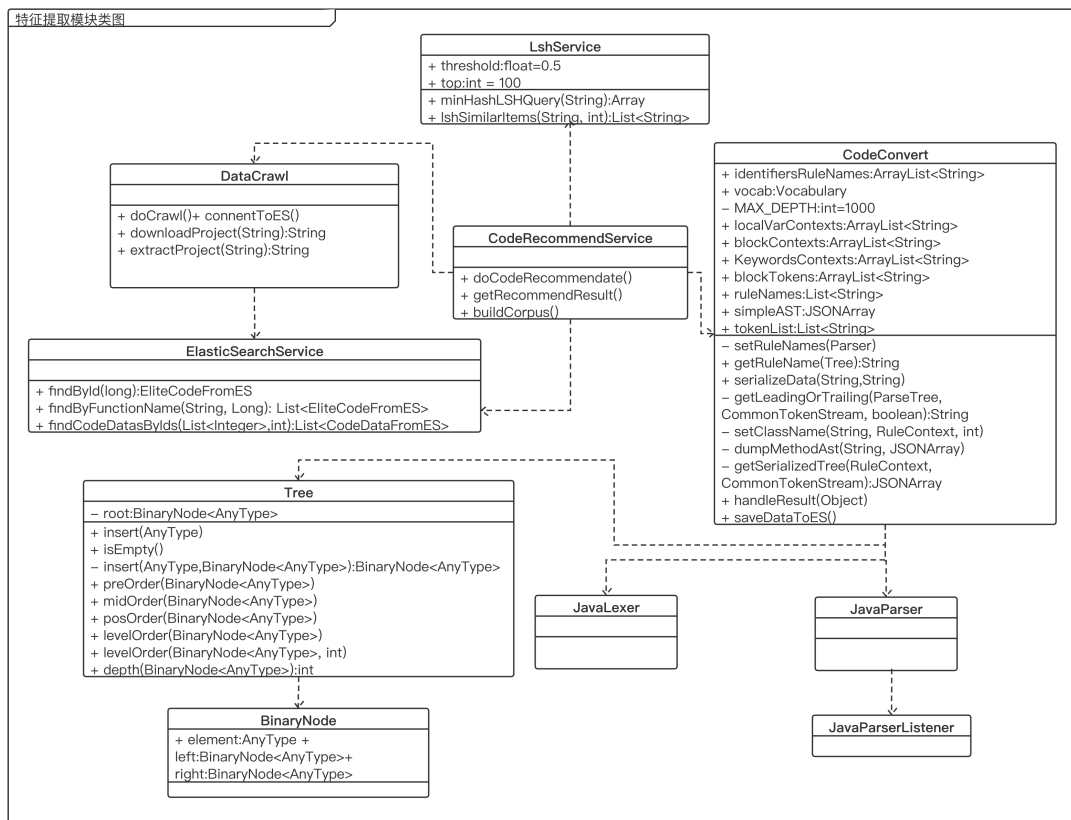 特征提取模块类图
LshService
+ threshold:float=0.5
+ top:int = 100
+ minHashLSHQuery(String):Array
+ lshSimilarItems(String, int):List<String>
DataCrawl
+ doCrawl()+ connentToES()
+ downloadProject(String):String
+ extractProject(String):String
CodeRecommendService
+ doCodeRecommendate()
+ getRecommendResult()
+ buildCorpus()
CodeConvert
+ identifiersRuleNames:ArrayList<String>
+ vocab:Vocabulary
− MAX_DEPTH:int=1000
+ localVarContexts:ArrayList<String>
+ blockContexts:ArrayList<String>
+ KeywordsContexts:ArrayList<String>
+ blockTokens:ArrayList<String>
+ ruleNames:List<String>
+ simpleAST:JSONArray
+ tokenList:List<String>
− setRuleNames(Parser)
+ getRuleName(Tree):String
+ serializeData(String,String)
− getLeadingOrTrailing(ParseTree,
CommonTokenStream, boolean):String
− setClassName(String, RuleContext, int)
− dumpMethodAst(String, JSONArray)
− getSerializedTree(RuleContext,
CommonTokenStream):JSONArray
+ handleResult(Object)
+ saveDataToES()
ElasticSearchService
+ findById(long):EliteCodeFromES
+ findByFunctionName(String, Long): List<EliteCodeFromES>
+ findCodeDatasByIds(List<Integer>,int):List<CodeDataFromES>
Tree
− root:BinaryNode<AnyType>
+ insert(AnyType)
+ isEmpty()
− insert(AnyType,BinaryNode<AnyType>):BinaryNode<AnyType>
+ preOrder(BinaryNode<AnyType>)
+ midOrder(BinaryNode<AnyType>)
+ posOrder(BinaryNode<AnyType>)
+ levelOrder(BinaryNode<AnyType>)
+ levelOrder(BinaryNode<AnyType>, int)
+ depth(BinaryNode<AnyType>):int
JavaLexer
JavaParser
BinaryNode
+ element:AnyType +
left:BinaryNode<AnyType>+
right:BinaryNode<AnyType>
JavaParserListener